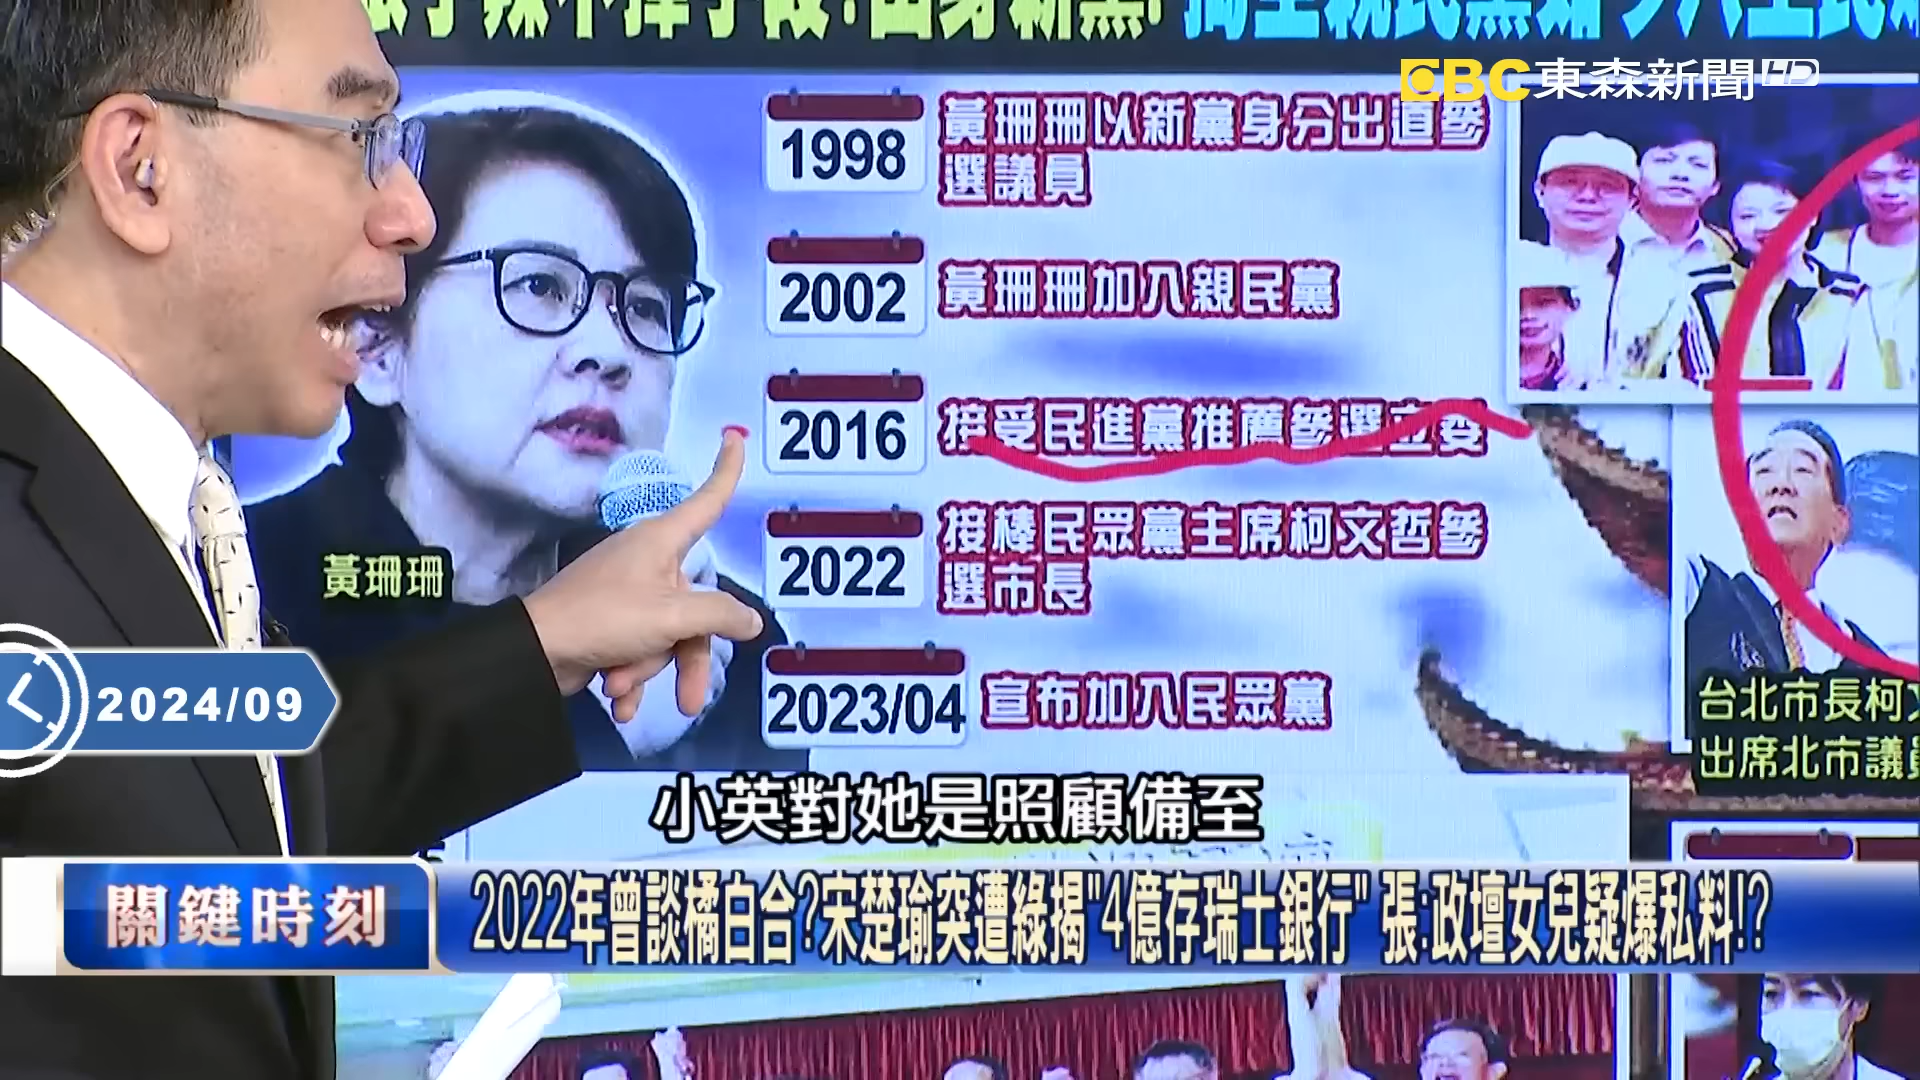 EBC東森新聞HD
1998
黃珊珊以新黨身分出道參
選議員
2002
黃珊珊加入親民黨
2016
接受民進黨推薦參選立委
2022
接棒民眾黨主席柯文哲參
選市長
2023/04
宣布加入民眾黨
黃珊珊
台北市長柯文
出席北市議員
2024/09
小英對她是照顧備至
關鍵時刻
2022年曾談橘白合?宋楚瑜突遭綠揭"4億存瑞士銀行" 張:政壇女兒疑爆私料!?